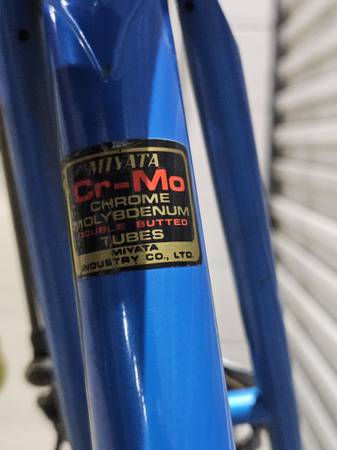 MIYATA
Cr-Mo
CHROME
MOLYBDENUM
DOUBLE BUTTED
TUBES
MIYATA
INDUSTRY CO., LTD.